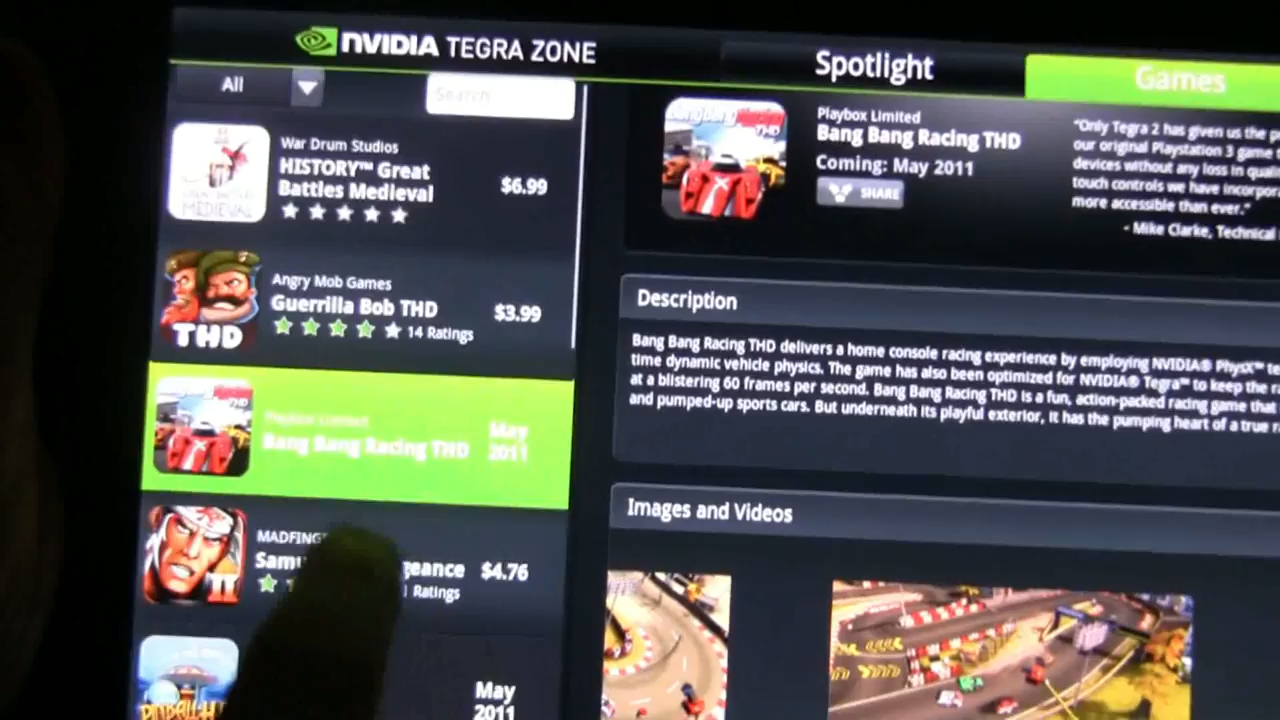 NVIDIA TEGRA ZONE
Spotlight
Games
All
Search
War Drum Studios
HISTORY™ Great
Battles Medieval
$6.99
MEDIEVAL
Angry Mob Games
Guerrilla Bob THD
$3.99
14 Ratings
THD
Playbox Limited
Bang Bang Racing THD
May
2011
MADFING
Samu geance
$4.76
Ratings
II
May
2011
Playbox Limited
Bang Bang Racing THD
Coming: May 2011
SHARE
"Only Tegra 2 has given us the
our original Playstation 3 game
devices without any loss in
touch controls we have
more accessible than ever."
- Mike Clarke, Technical
Description
Bang Bang Racing THD delivers a home console racing experience by employing NVIDIA® PhysX™
time dynamic vehicle physics. The game has also been optimized for NVIDIA® Tegra™ to keep the
at a blistering 60 frames per second. Bang Bang Racing THD is a fun, action-packed racing game that
and pumped-up sports cars. But underneath its playful exterior, it has the pumping heart of a true
Images and Videos